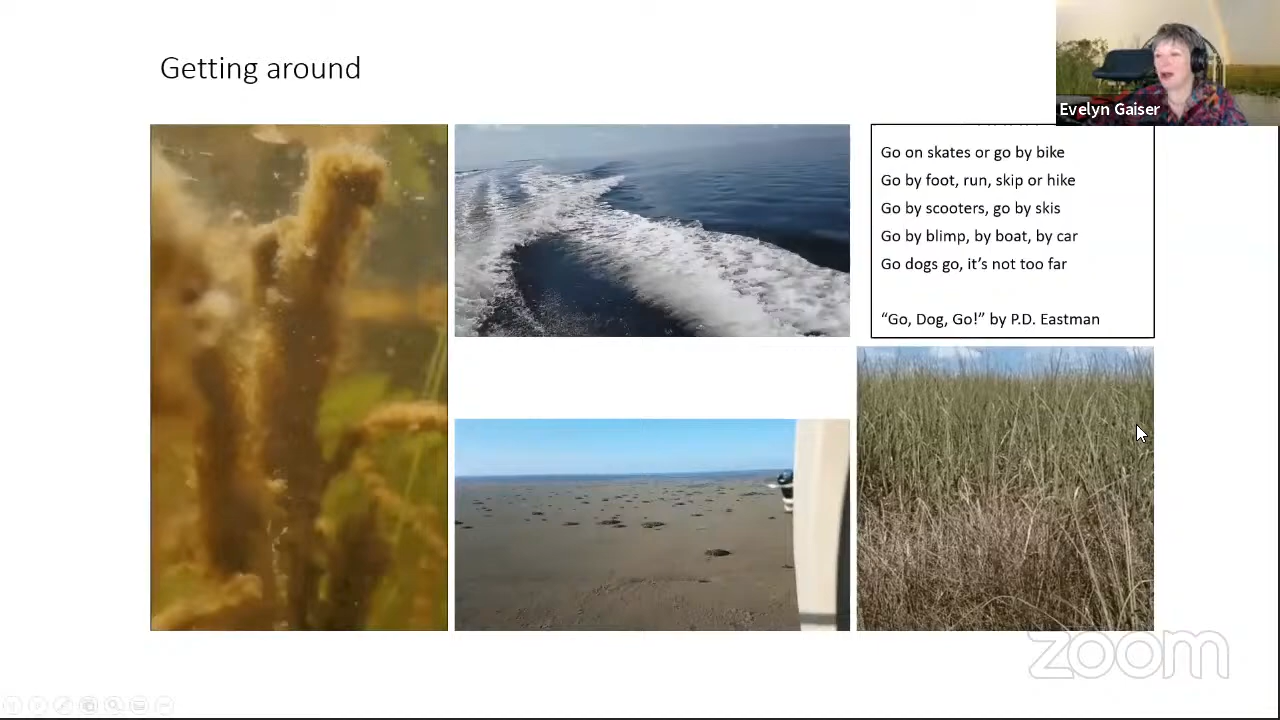 Getting around
Evelyn Gaiser
Go on skates or go by bike
Go by foot, run, skip or hike
Go by scooters, go by skis
Go by blimp, by boat, by car
Go dogs go, it’s not too far
“Go, Dog, Go!” by P.D. Eastman
zoom